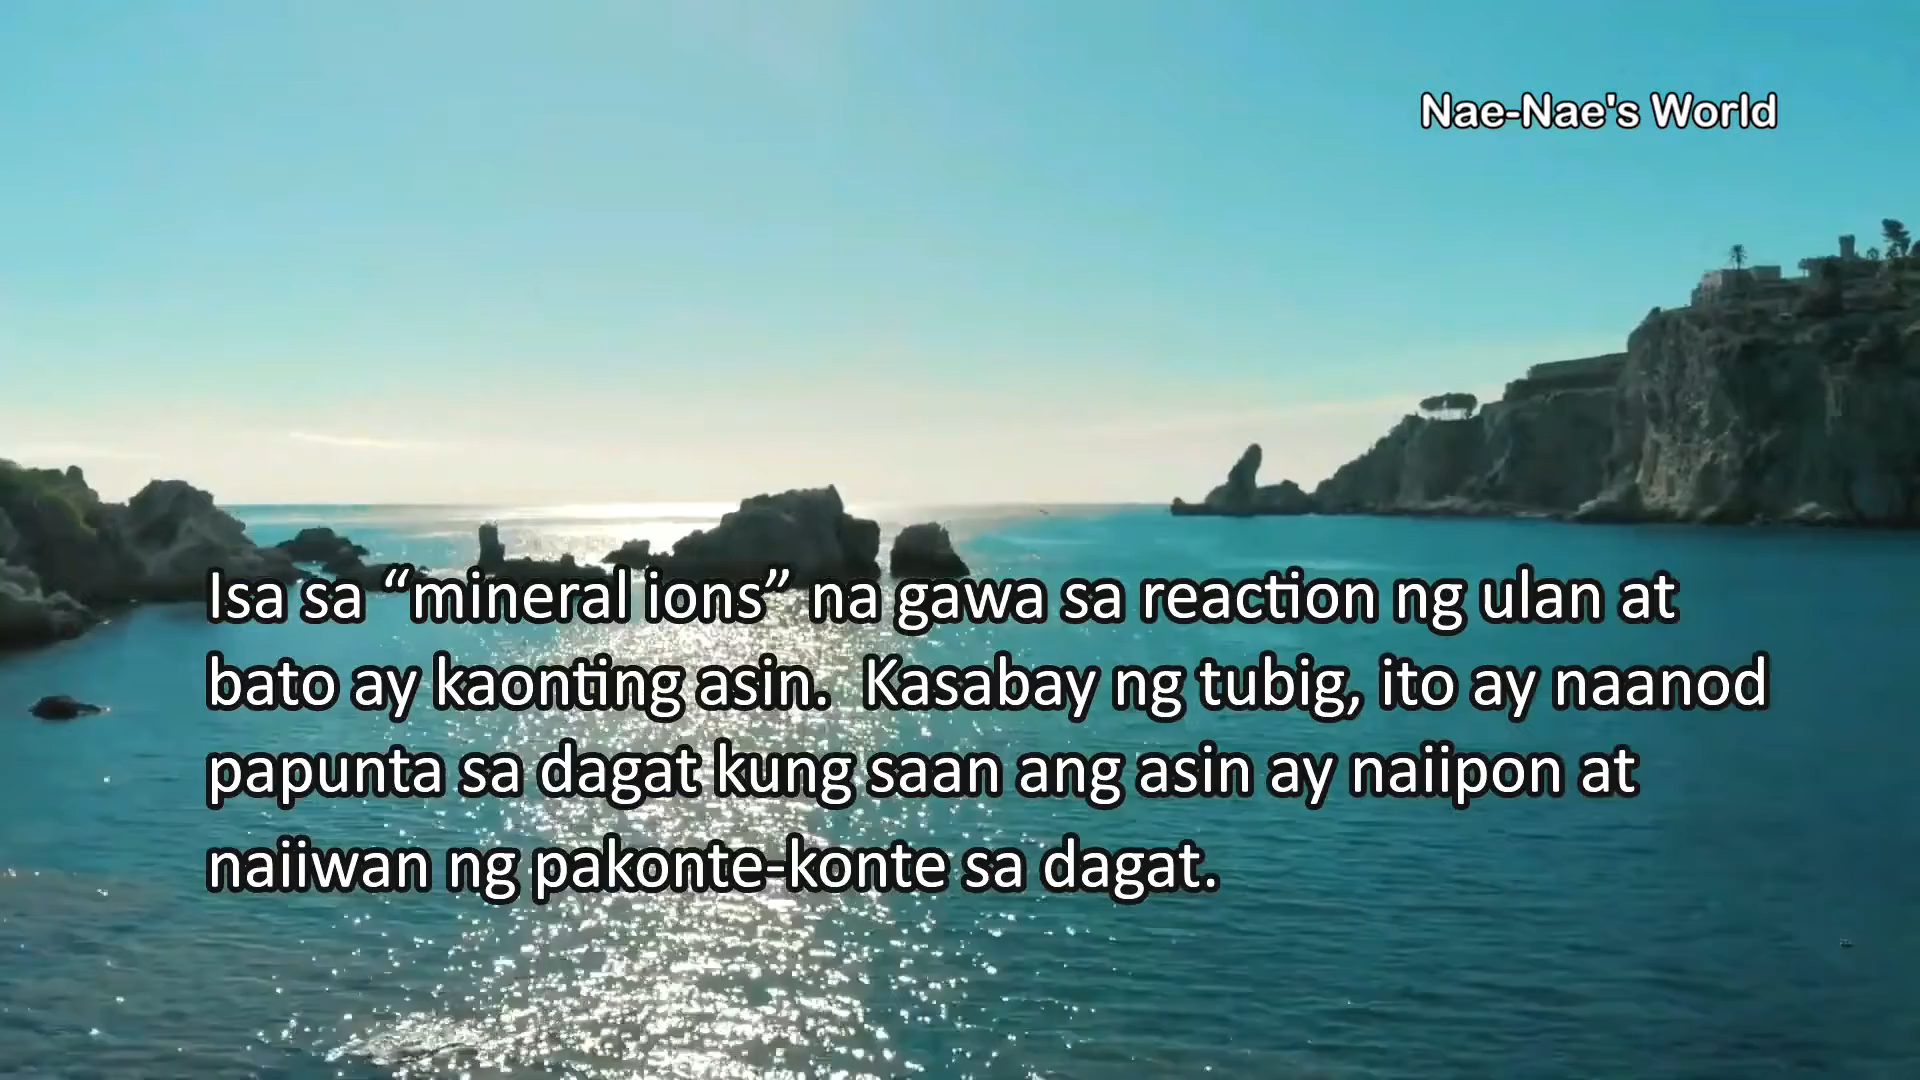 Nae-Nae's World
Isa sa “mineral ions” na gawa sa reaction ng ulan at
bato ay kaonting asin.  Kasabay ng tubig, ito ay naanod
papunta sa dagat kung saan ang asin ay naiipon at
naiiwan ng pakonte-konte sa dagat.